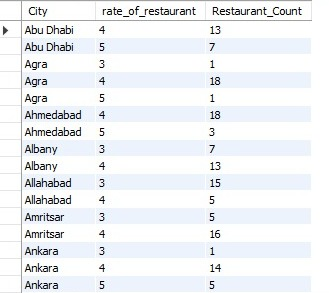 City rate_of_restaurant Restaurant_Count
Abu Dhabi 4 13
Abu Dhabi 5 7
Agra 3 1
Agra 4 18
Agra 5 1
Ahmedabad 4 18
Ahmedabad 5 3
Albany 3 7
Albany 4 13
Allahabad 3 15
Allahabad 4 5
Amritsar 3 5
Amritsar 4 16
Ankara 3 1
Ankara 4 14
Ankara 5 5